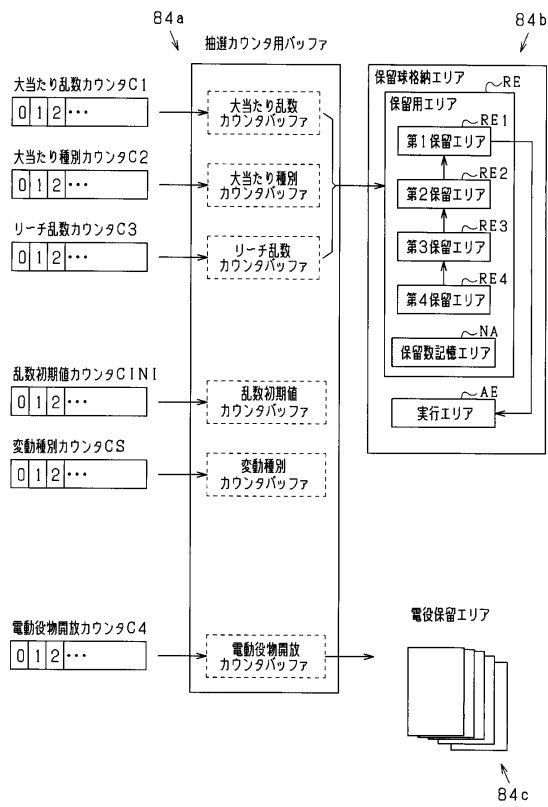 84a
抽選カウンタ用バッファ
大当たり乱数カウンタC1
0 1 2 ・・・
大当たり乱数
カウンタバッファ
大当たり種別カウンタC2
0 1 2 ・・・
大当たり種別
カウンタバッファ
リーチ乱数カウンタC3
0 1 2 ・・・
リーチ乱数
カウンタバッファ
乱数初期値カウンタCINI
0 1 2 ・・・
乱数初期値
カウンタバッファ
変動種別カウンタCS
0 1 2 ・・・
変動種別
カウンタバッファ
電動役物開放カウンタC4
0 1 2 ・・・
電動役物開放
カウンタバッファ
84b
保留球格納エリア
RE
保留用エリア
RE1
第1保留エリア
RE2
第2保留エリア
RE3
第3保留エリア
RE4
第4保留エリア
NA
保留数記憶エリア
AE
実行エリア
電役保留エリア
84c